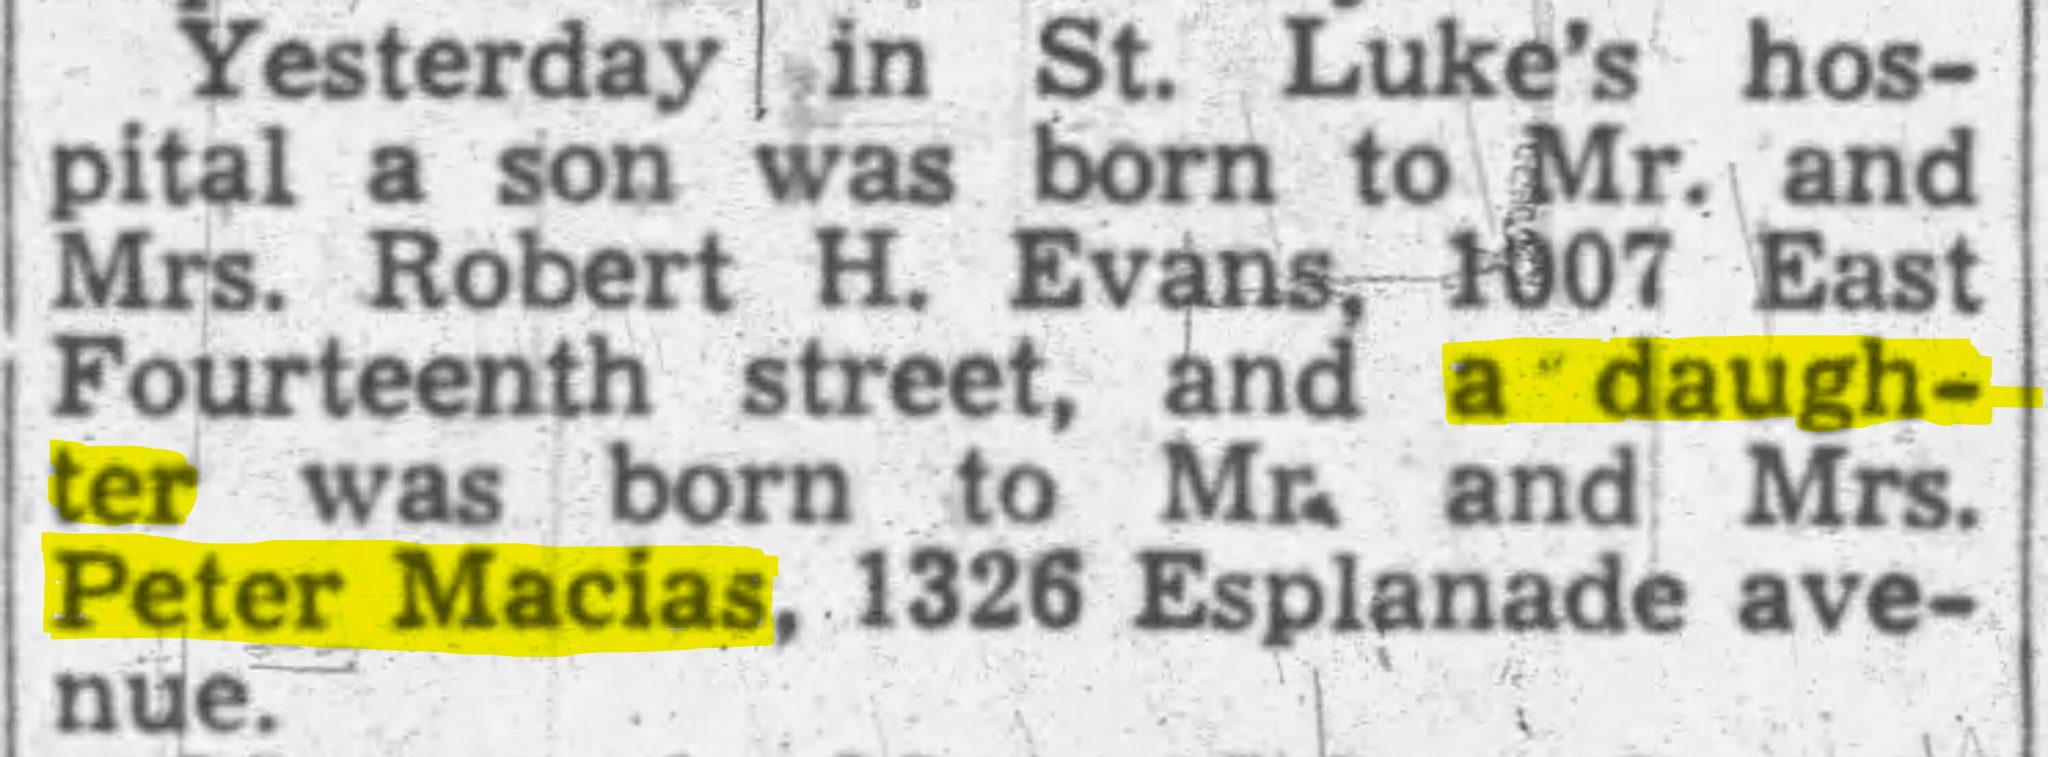 Yesterday in St. Luke's hos-
pital a son was born to Mr. and
Mrs. Robert H. Evans, 1007 East
Fourteenth street, and a daugh-
ter was born to Mr. and Mrs.
Peter Macias, 1326 Esplanade ave-
nue.